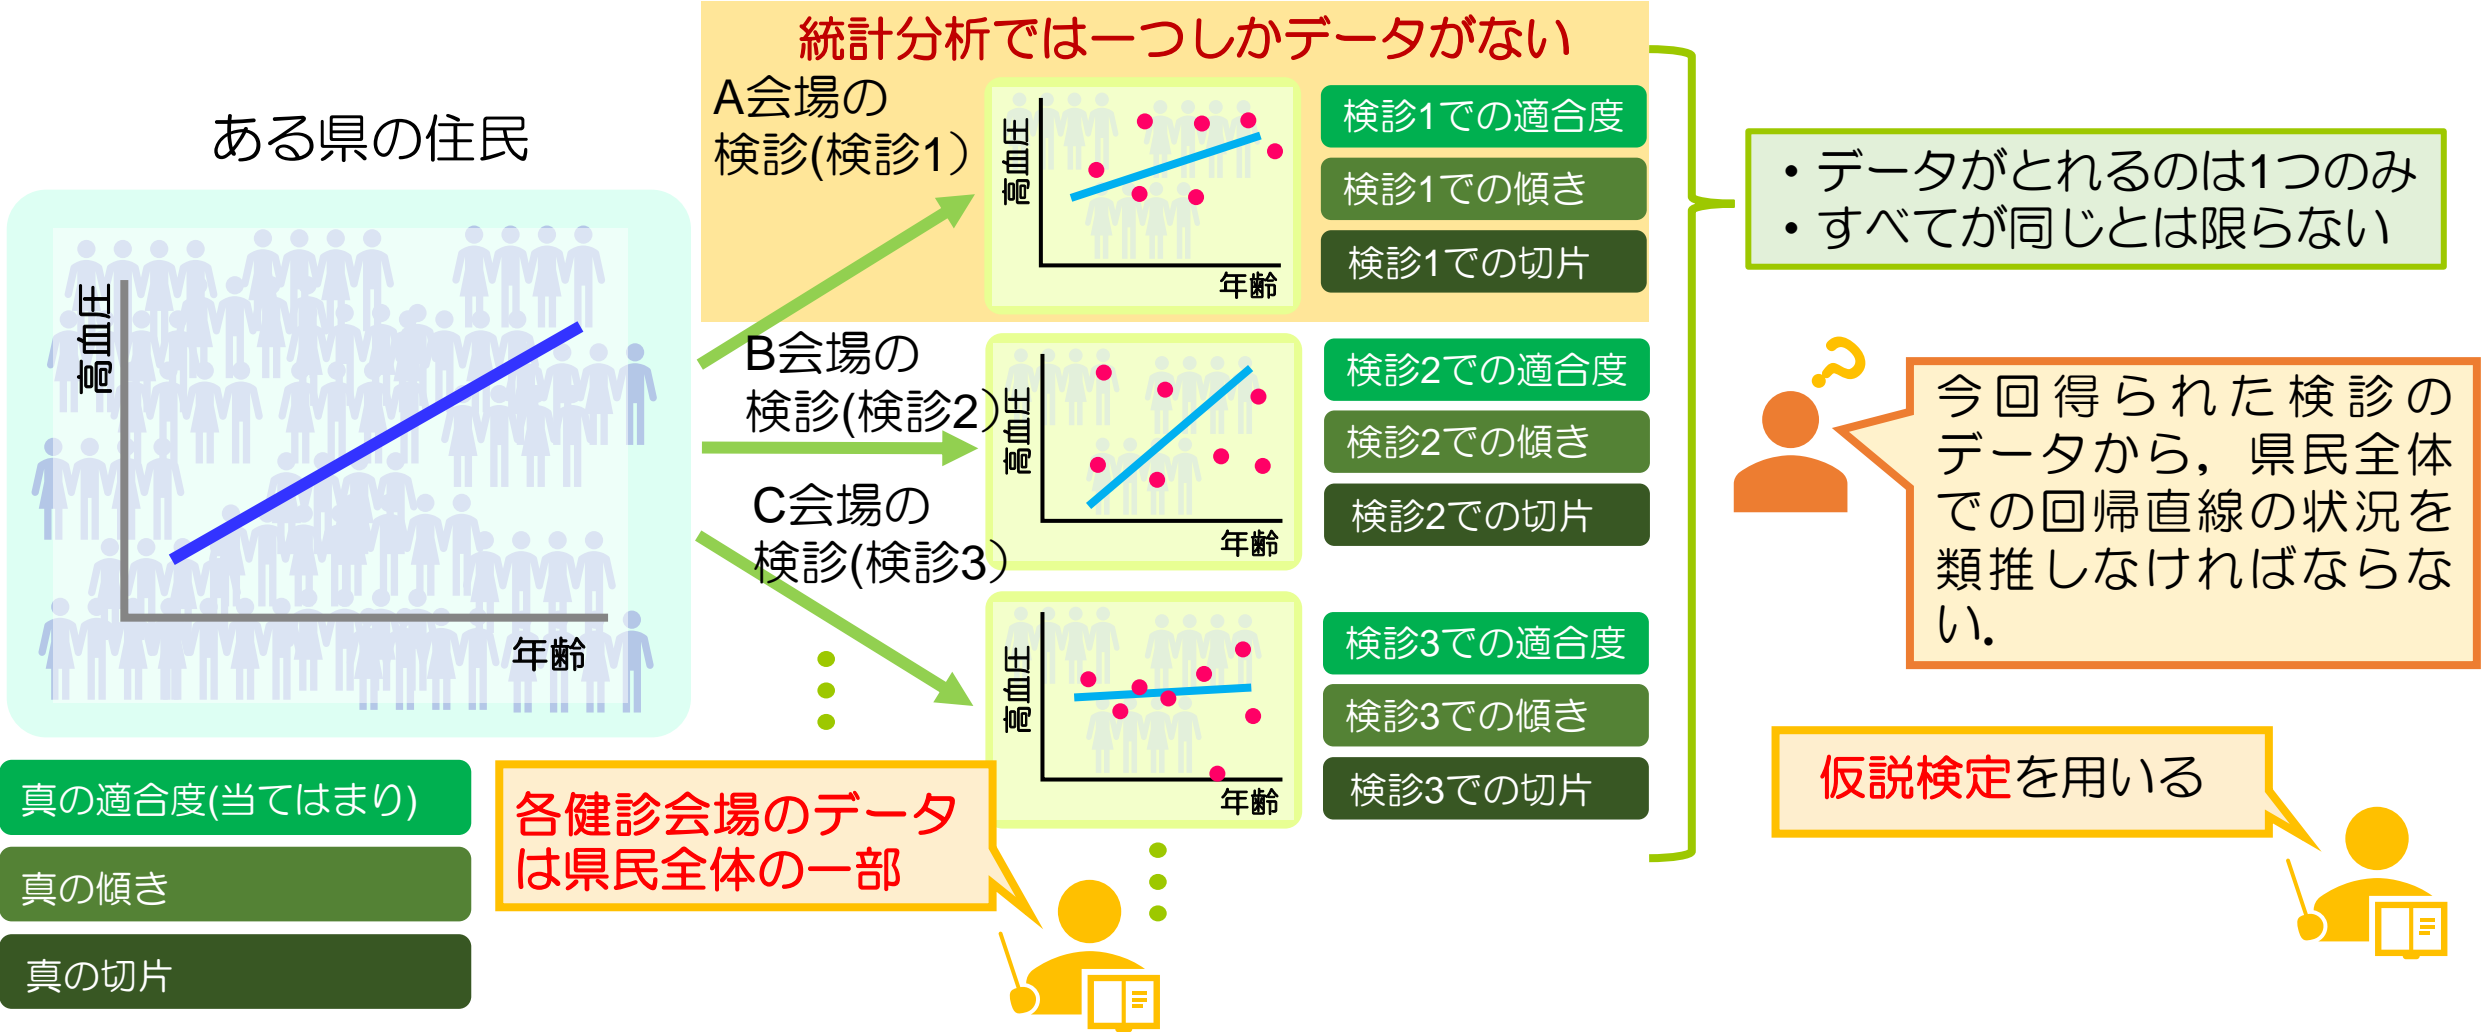 統計分析では一つしかデータがない
ある県の住民
高血圧
年齢
真の適合度(当てはまり)
真の傾き
真の切片
A会場の
検診(検診1）
高血圧
年齢
検診1での適合度
検診1での傾き
検診1での切片
B会場の
検診(検診2）
高血圧
年齢
検診2での適合度
検診2での傾き
検診2での切片
C会場の
検診(検診3）
高血圧
年齢
検診3での適合度
検診3での傾き
検診3での切片
各健診会場のデータ
は県民全体の一部
・データがとれるのは1つのみ
・すべてが同じとは限らない
今回得られた検診の
データから，県民全体
での回帰直線の状況を
類推しなければならな
い．
仮説検定を用いる